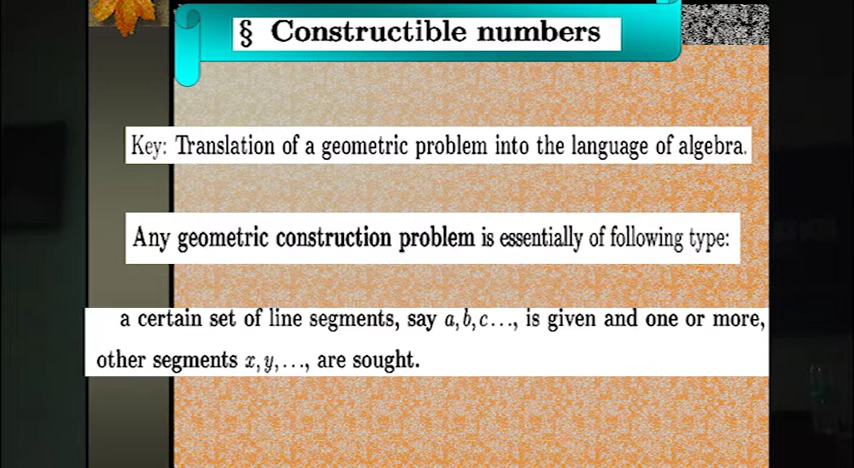 § Constructible numbers
Key: Translation of a geometric problem into the language of algebra.
Any geometric construction problem is essentially of following type:
a certain set of line segments, say a, b, c..., is given and one or more,
other segments x, y, ..., are sought.